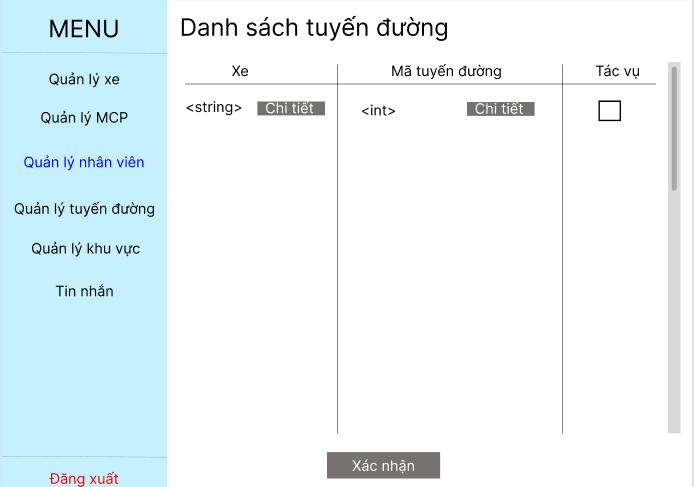 MENU
Quản lý xe
Quản lý MCP
Quản lý nhân viên
Quản lý tuyến đường
Quản lý khu vực
Tin nhắn
Đăng xuất
Danh sách tuyến đường
Xe Mã tuyến đường Tác vụ
<string> Chi tiết <int> Chi tiết
Xác nhận